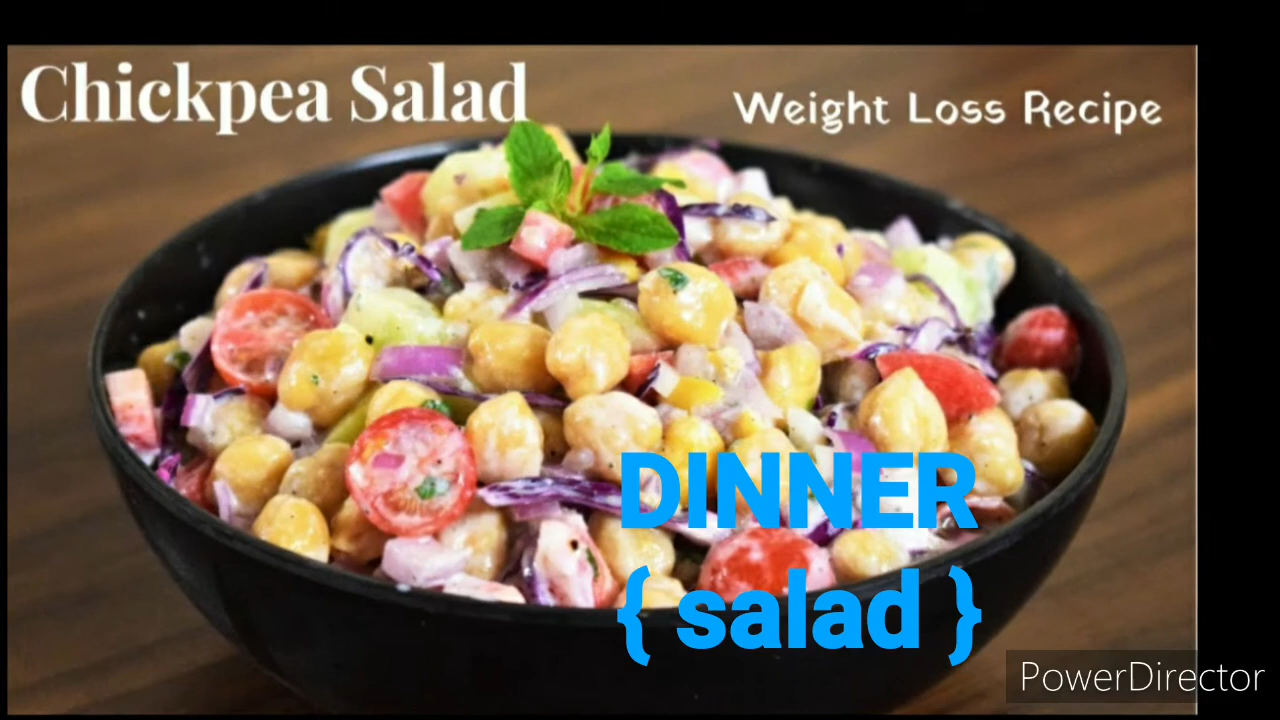 Chickpea Salad
Weight Loss Recipe
DINNER
{ salad }
PowerDirector